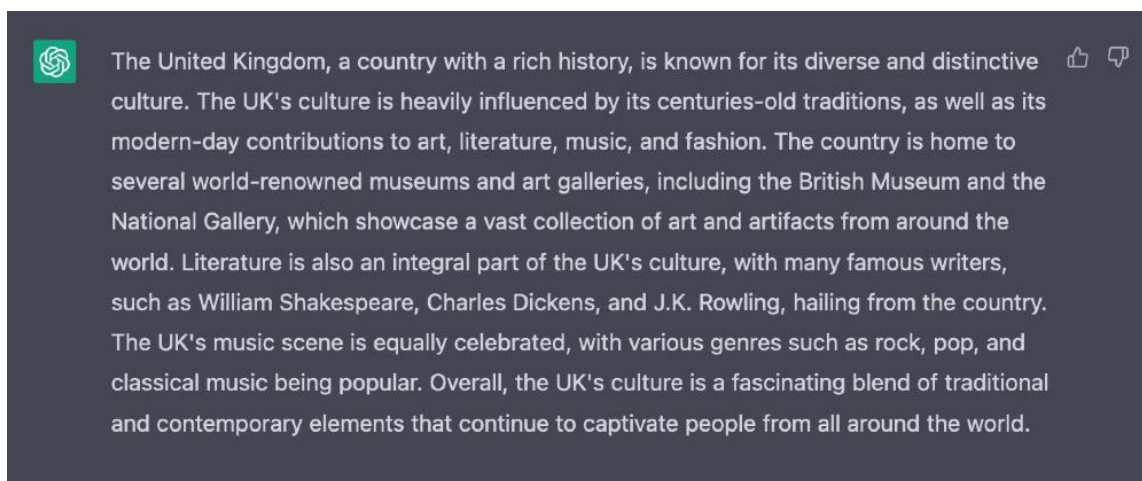 The United Kingdom, a country with a rich history, is known for its diverse and distinctive
culture. The UK's culture is heavily influenced by its centuries-old traditions, as well as its
modern-day contributions to art, literature, music, and fashion. The country is home to
several world-renowned museums and art galleries, including the British Museum and the
National Gallery, which showcase a vast collection of art and artifacts from around the
world. Literature is also an integral part of the UK's culture, with many famous writers,
such as William Shakespeare, Charles Dickens, and J.K. Rowling, hailing from the country.
The UK's music scene is equally celebrated, with various genres such as rock, pop, and
classical music being popular. Overall, the UK's culture is a fascinating blend of traditional
and contemporary elements that continue to captivate people from all around the world.